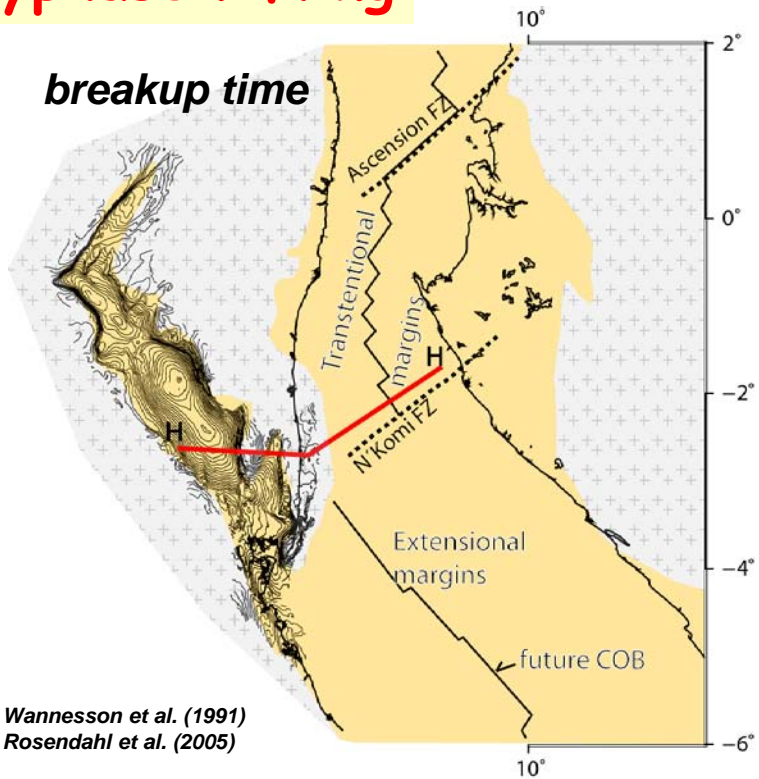 10°
2°
breakup time
Ascension FZ
0°
Transtentional
margins
H'
−2°
H
N'Komi FZ
Extensional
margins
−4°
future COB
Wannesson et al. (1991)
Rosendahl et al. (2005)
−6°
10°